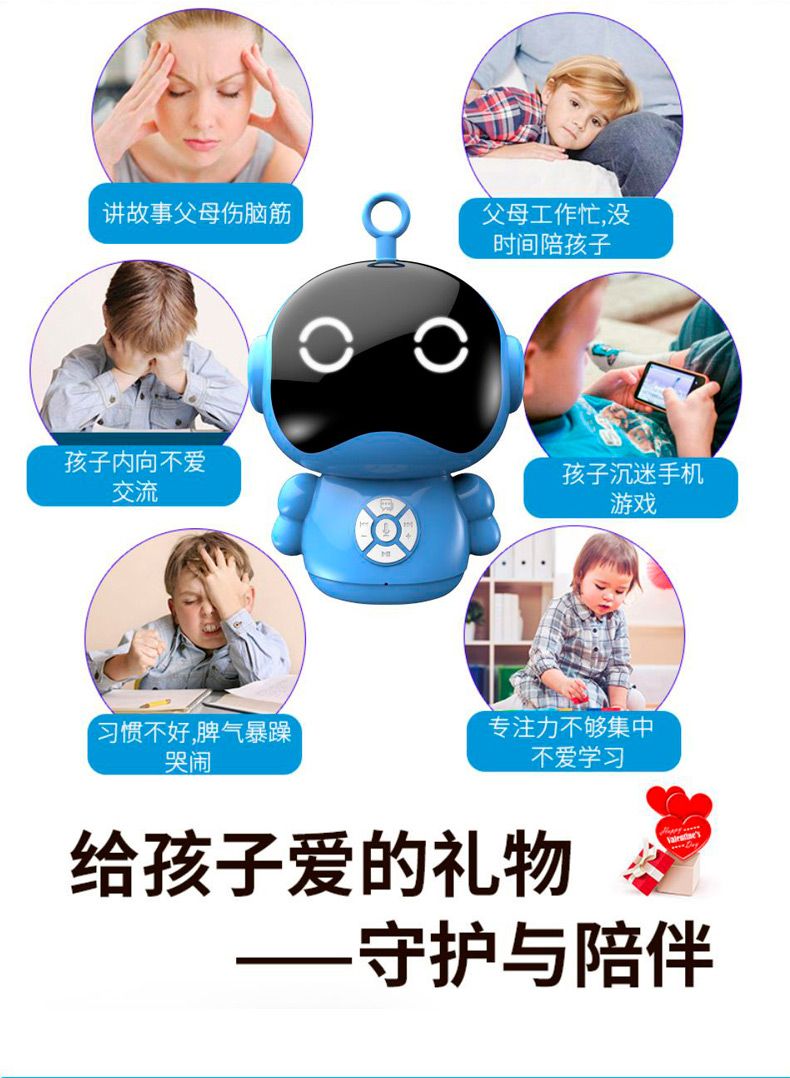 讲故事父母伤脑筋
父母工作忙,没
时间陪孩子
孩子内向不爱
交流
孩子沉迷手机
游戏
习惯不好,脾气暴躁
哭闹
专注力不够集中
不爱学习
Happy
Valentine's
Day
给孩子爱的礼物
——守护与陪伴